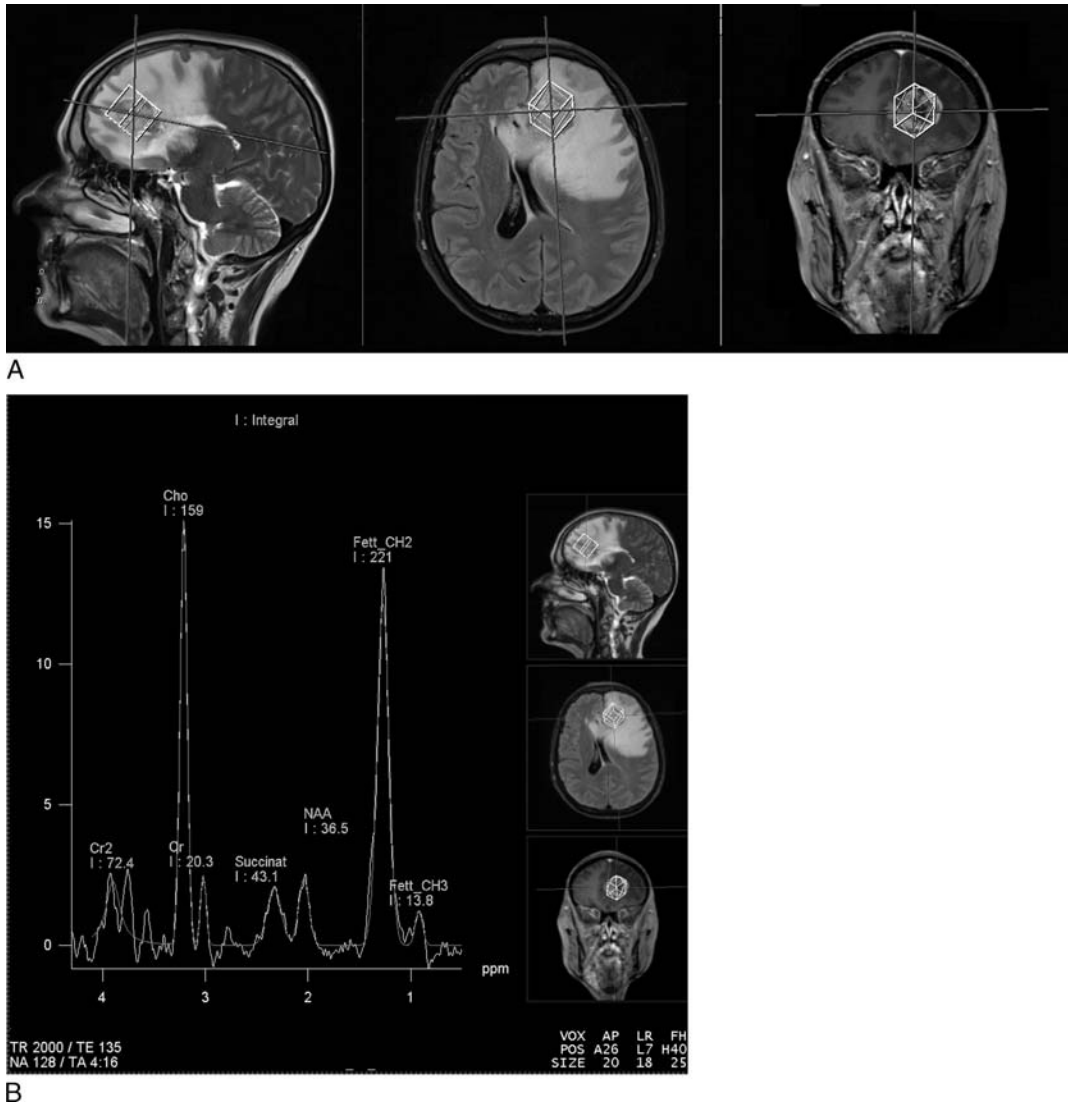 A
I : Integral
Cho
I : 159
15
Fett_CH2
I : 221
10
5
NAA
I : 36.5
Cr2
I : 72.4
Cr
I : 20.3
Succinat
I : 43.1
Fett_CH3
I : 13.8
0
ppm
4 3 2 1
TR 2000 / TE 135
NA 128 / TA 4:16
VOX AP LR FH
POS A26 L7 H40
SIZE 20 18 25
B